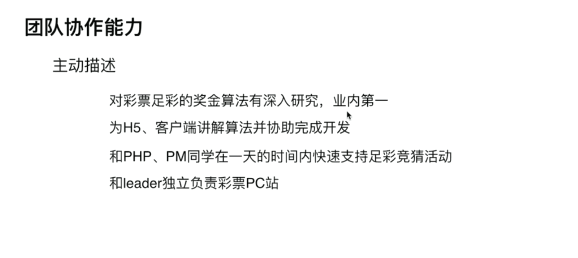 团队协作能力
主动描述
对彩票足彩的奖金算法有深入研究，业内第一
为H5、客户端讲解算法并协助完成开发
和PHP、PM同学在一天的时间内快速支持足彩竞猜活动
和leader独立负责彩票PC站